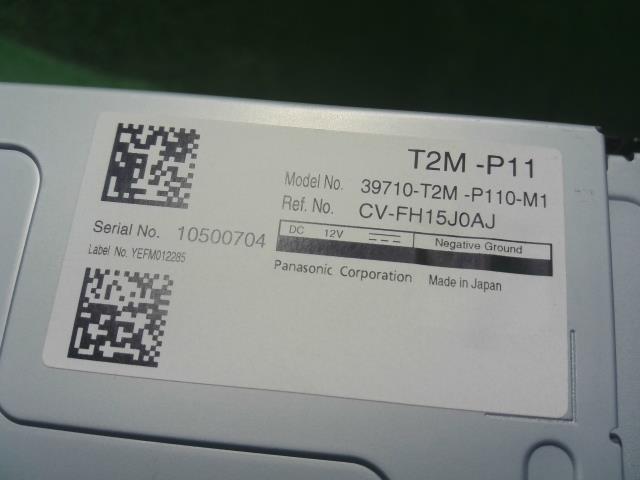 T2M -P11
Model No. 39710-T2M -P110-M1
Ref. No. CV-FH15J0AJ
Serial No. 10500704
DC 12V Negative Ground
Label No. YEFM012285
Panasonic Corporation Made in Japan